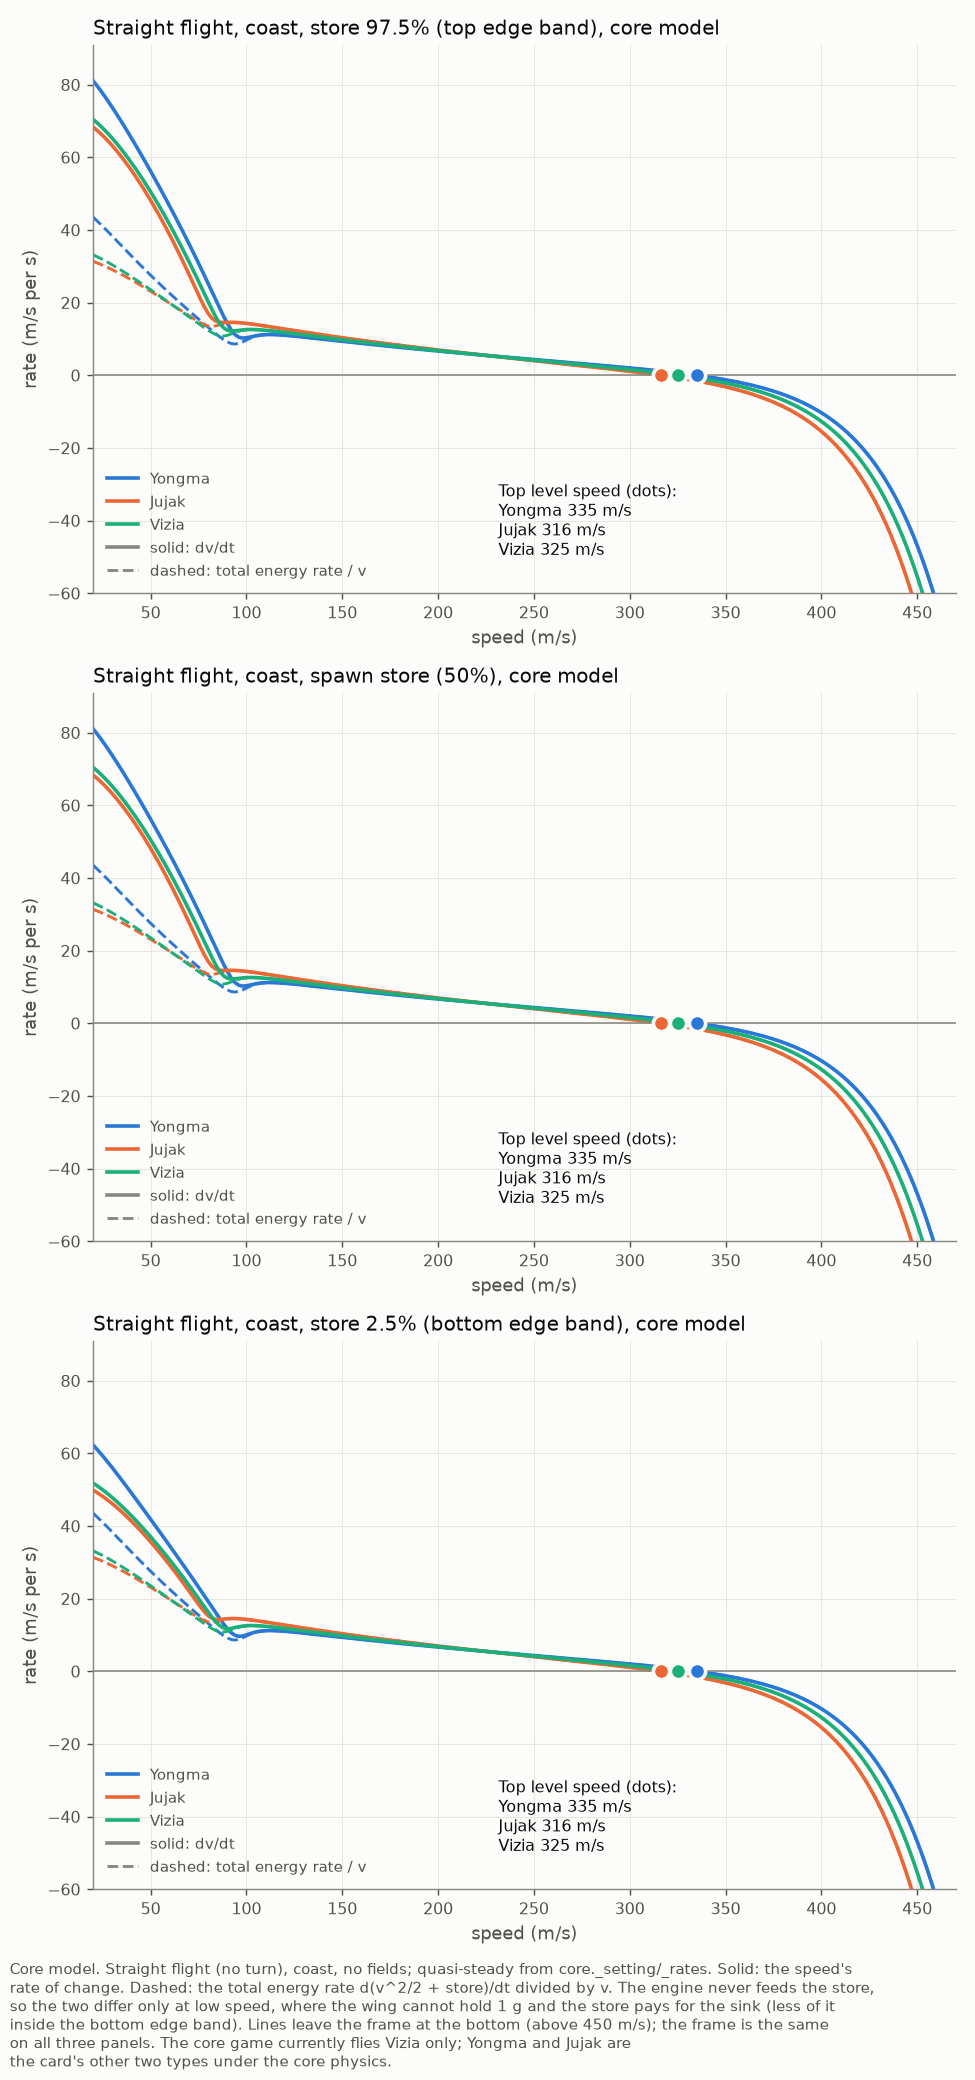 Straight flight, coast, store 97.5% (top edge band), core model
80
60
40
20
0
−20
−40
−60
rate (m/s per s)
Yongma
Jujak
Vizia
solid: dv/dt
dashed: total energy rate / v
Top level speed (dots):
Yongma 335 m/s
Jujak 316 m/s
Vizia 325 m/s
50 100 150 200 250 300 350 400 450
speed (m/s)
Straight flight, coast, spawn store (50%), core model
80
60
40
20
0
−20
−40
−60
rate (m/s per s)
Yongma
Jujak
Vizia
solid: dv/dt
dashed: total energy rate / v
Top level speed (dots):
Yongma 335 m/s
Jujak 316 m/s
Vizia 325 m/s
50 100 150 200 250 300 350 400 450
speed (m/s)
Straight flight, coast, store 2.5% (bottom edge band), core model
80
60
40
20
0
−20
−40
−60
rate (m/s per s)
Yongma
Jujak
Vizia
solid: dv/dt
dashed: total energy rate / v
Top level speed (dots):
Yongma 335 m/s
Jujak 316 m/s
Vizia 325 m/s
50 100 150 200 250 300 350 400 450
speed (m/s)
Core model. Straight flight (no turn), coast, no fields; quasi-steady from core._setting/_rates. Solid: the speed's
rate of change. Dashed: the total energy rate d(v^2/2 + store)/dt divided by v. The engine never feeds the store,
so the two differ only at low speed, where the wing cannot hold 1 g and the store pays for the sink (less of it
inside the bottom edge band). Lines leave the frame at the bottom (above 450 m/s); the frame is the same
on all three panels. The core game currently flies Vizia only; Yongma and Jujak are
the card's other two types under the core physics.